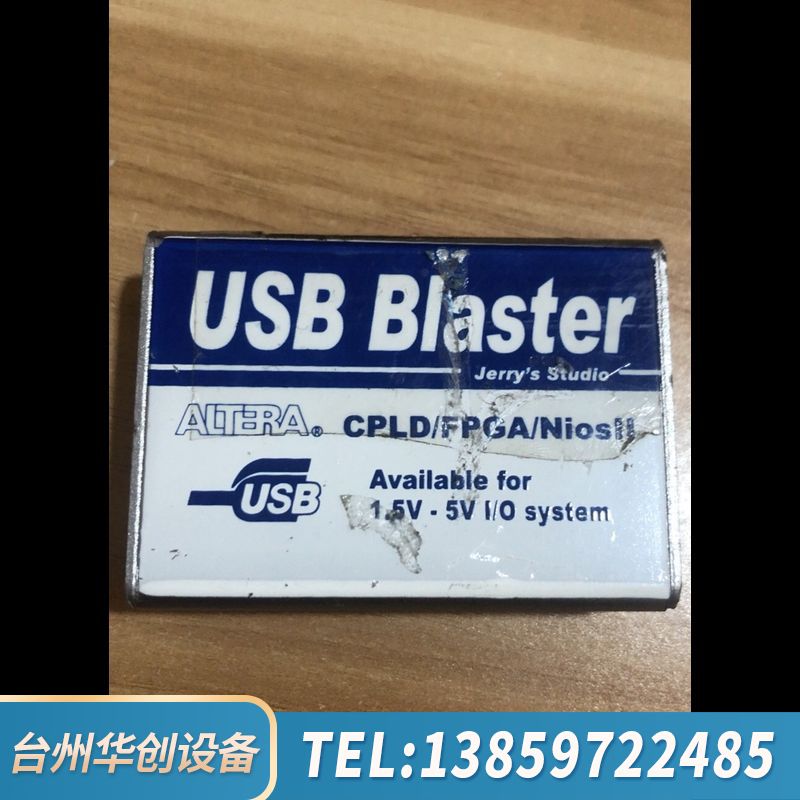 USB Blaster
Jerry's Studio
ALTERA® CPLD/FPGA/NiosII
USB
Available for
1.5V - 5V I/O system
台州华创设备
TEL:13859722485